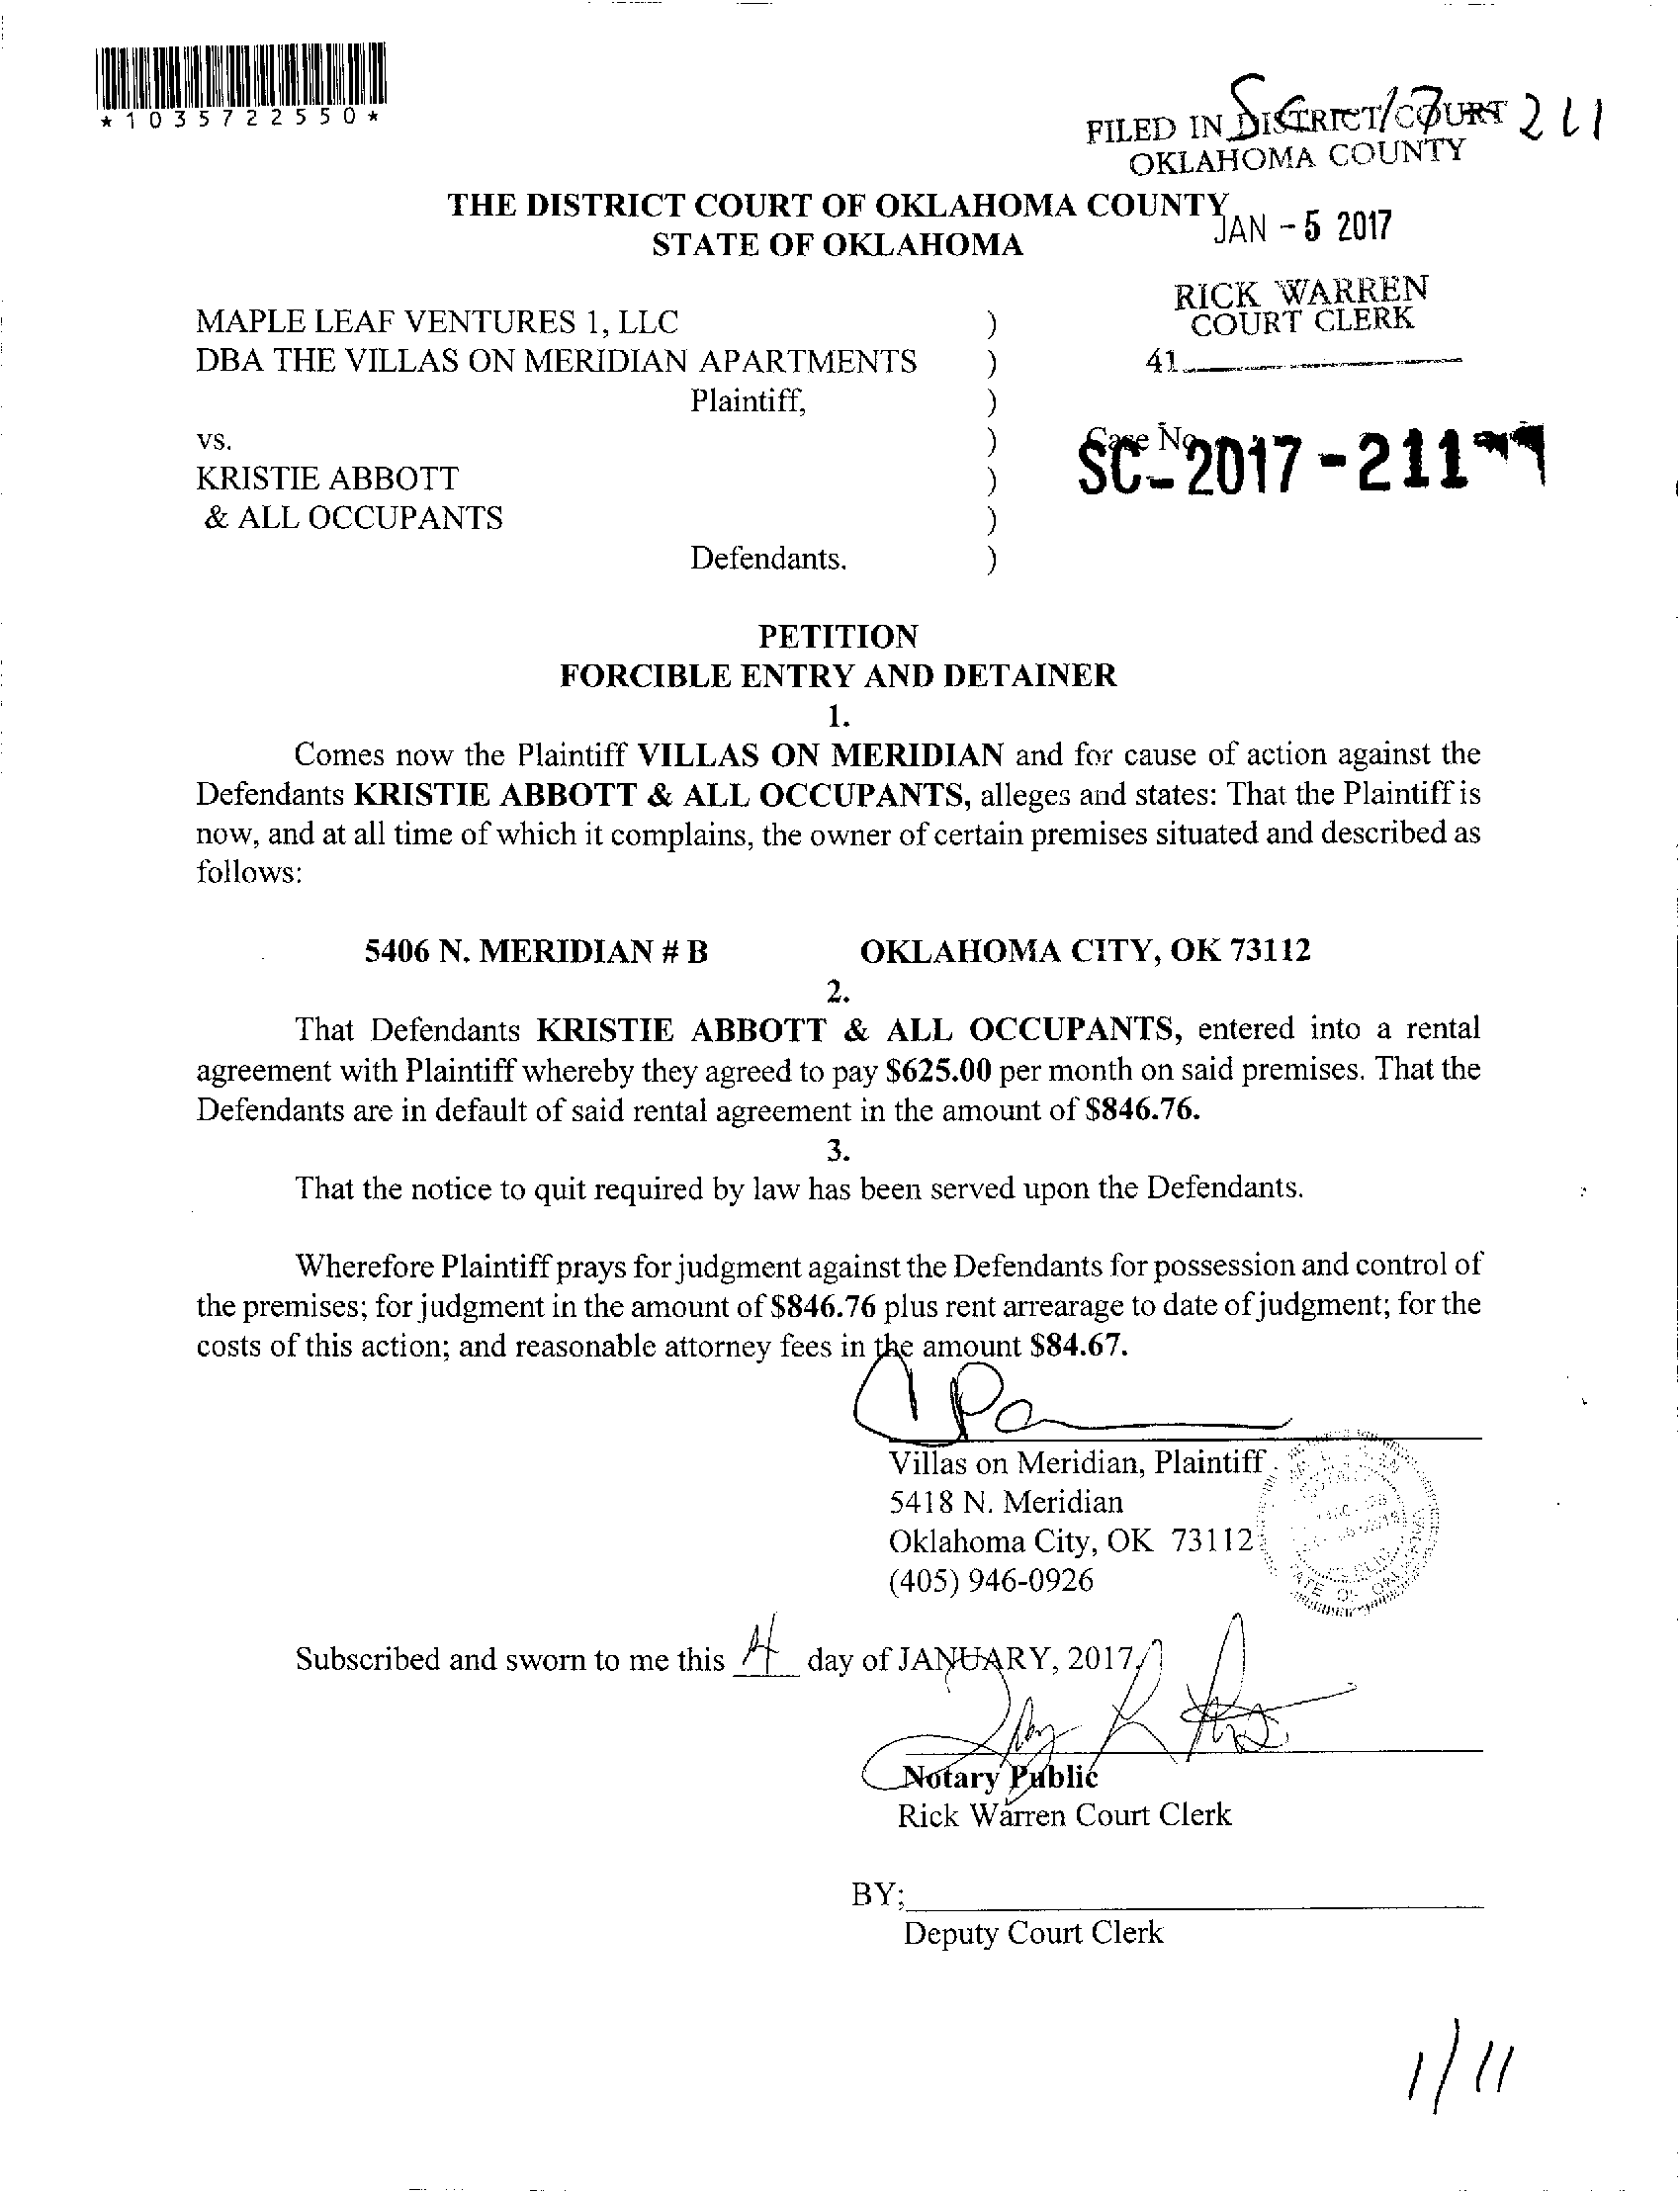 *1035722550*
FILED IN DISTRICT COURT
OKLAHOMA COUNTY
THE DISTRICT COURT OF OKLAHOMA COUNTY
STATE OF OKLAHOMA
JAN - 5 2017
RICK WARREN
COURT CLERK
41
MAPLE LEAF VENTURES 1, LLC )
DBA THE VILLAS ON MERIDIAN APARTMENTS )
Plaintiff, )
vs. ) Case No
KRISTIE ABBOTT ) SC-2017-211
& ALL OCCUPANTS )
Defendants. )
PETITION
FORCIBLE ENTRY AND DETAINER
1.
Comes now the Plaintiff VILLAS ON MERIDIAN and for cause of action against the
Defendants KRISTIE ABBOTT & ALL OCCUPANTS, alleges and states: That the Plaintiff is
now, and at all time of which it complains, the owner of certain premises situated and described as
follows:
5406 N. MERIDIAN # B OKLAHOMA CITY, OK 73112
2.
That Defendants KRISTIE ABBOTT & ALL OCCUPANTS, entered into a rental
agreement with Plaintiff whereby they agreed to pay $625.00 per month on said premises. That the
Defendants are in default of said rental agreement in the amount of $846.76.
3.
That the notice to quit required by law has been served upon the Defendants.
Wherefore Plaintiff prays for judgment against the Defendants for possession and control of
the premises; for judgment in the amount of $846.76 plus rent arrearage to date of judgment; for the
costs of this action; and reasonable attorney fees in the amount $84.67.
Villas on Meridian, Plaintiff
5418 N. Meridian
Oklahoma City, OK 73112
(405) 946-0926
Subscribed and sworn to me this 4 day of JANUARY, 2017
Notary Public
Rick Warren Court Clerk
BY;
Deputy Court Clerk
1/11